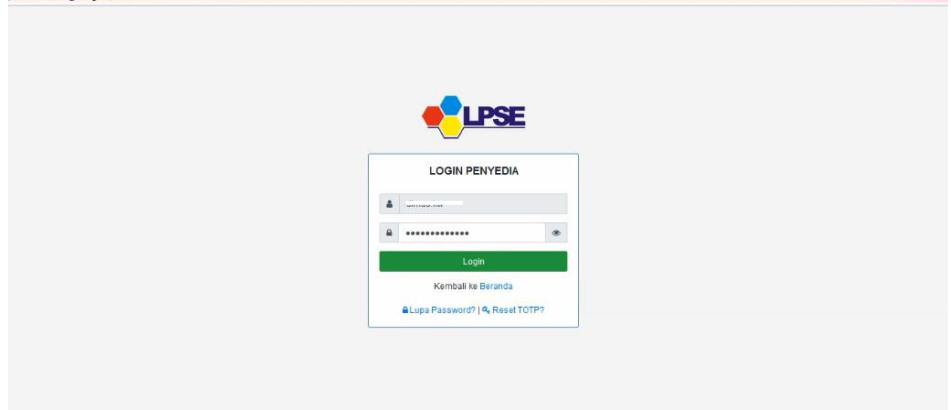 LPSE
LOGIN PENYEDIA
•••••••••••••
Login
Kembali ke Beranda
Lupa Password? | Reset TOTP?